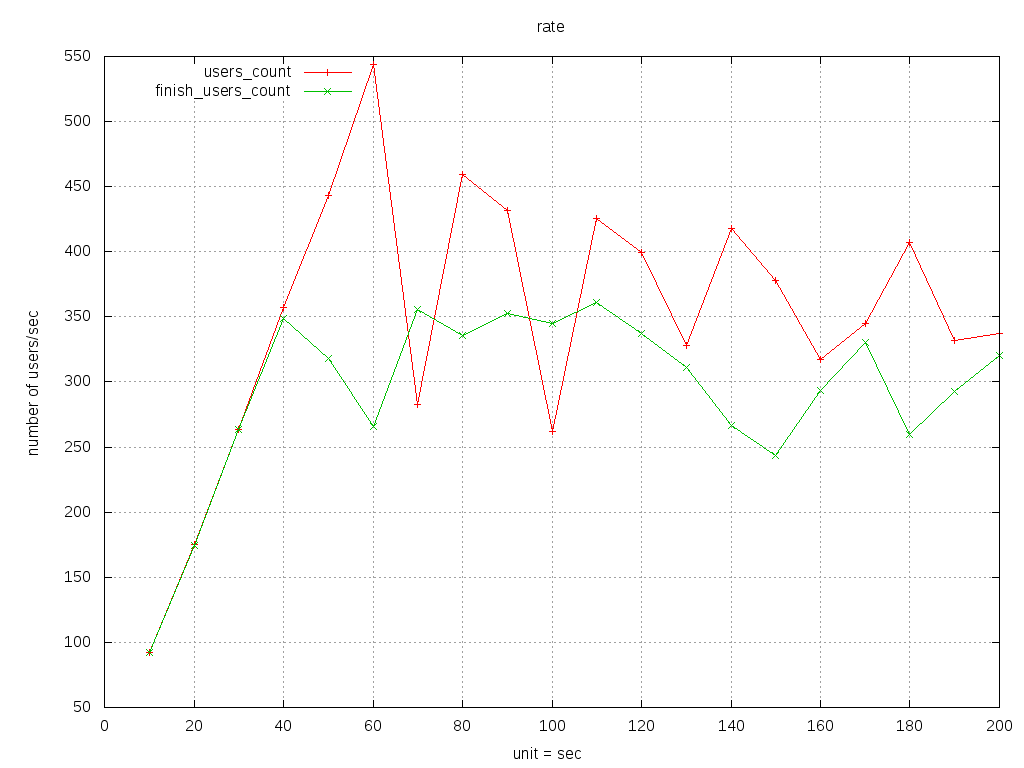 rate
users_count
finish_users_count
550
500
450
400
350
300
250
200
150
100
50
number of users/sec
0 20 40 60 80 100 120 140 160 180 200
unit = sec